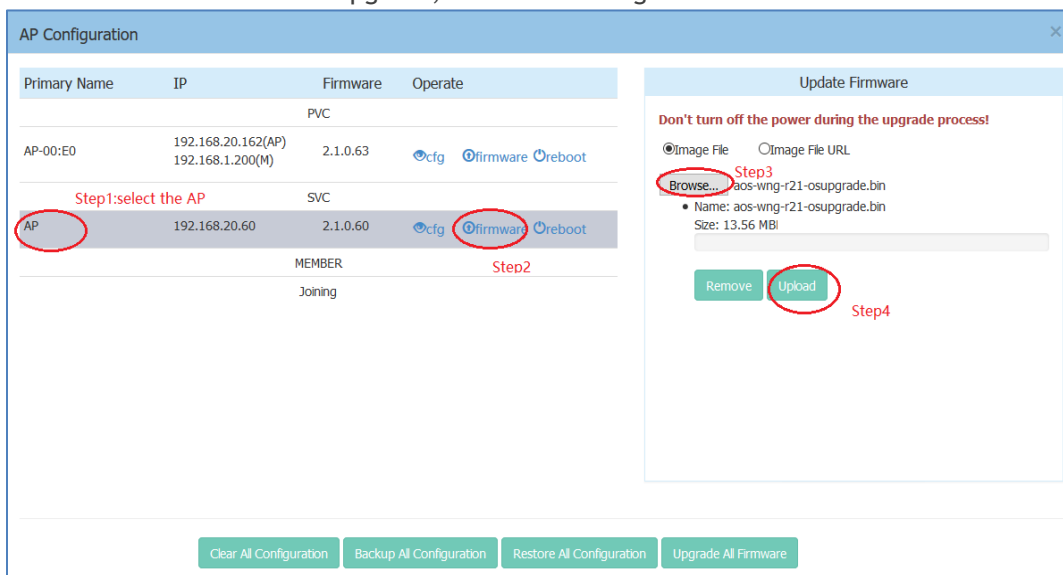 AP Configuration ×
Primary Name IP Firmware Operate
PVC
AP-00:E0 192.168.20.162(AP) 2.1.0.63 cfg firmware reboot
192.168.1.200(M)
Step1:select the AP SVC
AP 192.168.20.60 2.1.0.60 cfg firmware reboot
MEMBER Step2
Joining
Update Firmware
Don't turn off the power during the upgrade process!
Image File Image File URL
Step3
Browse... aos-wng-r21-osupgrade.bin
• Name: aos-wng-r21-osupgrade.bin
Size: 13.56 MB
Remove Upload
Step4
Clear All Configuration Backup All Configuration Restore All Configuration Upgrade All Firmware